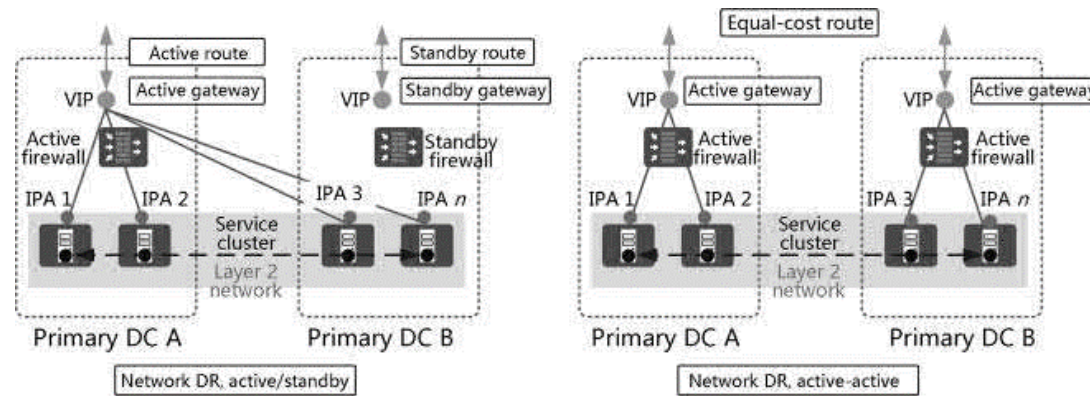 Active route
Active gateway
VIP
Active
firewall
IPA 1
IPA 2
Standby route
Standby gateway
VIP
Standby
firewall
IPA 3
IPA n
Service
cluster
Layer 2
network
Primary DC A
Primary DC B
Network DR, active/standby
Equal-cost route
VIP
Active gateway
Active
firewall
IPA 1
IPA 2
VIP
Active gateway
Active
firewall
IPA 3
IPA n
Service
cluster
Layer 2
network
Primary DC A
Primary DC B
Network DR, active-active